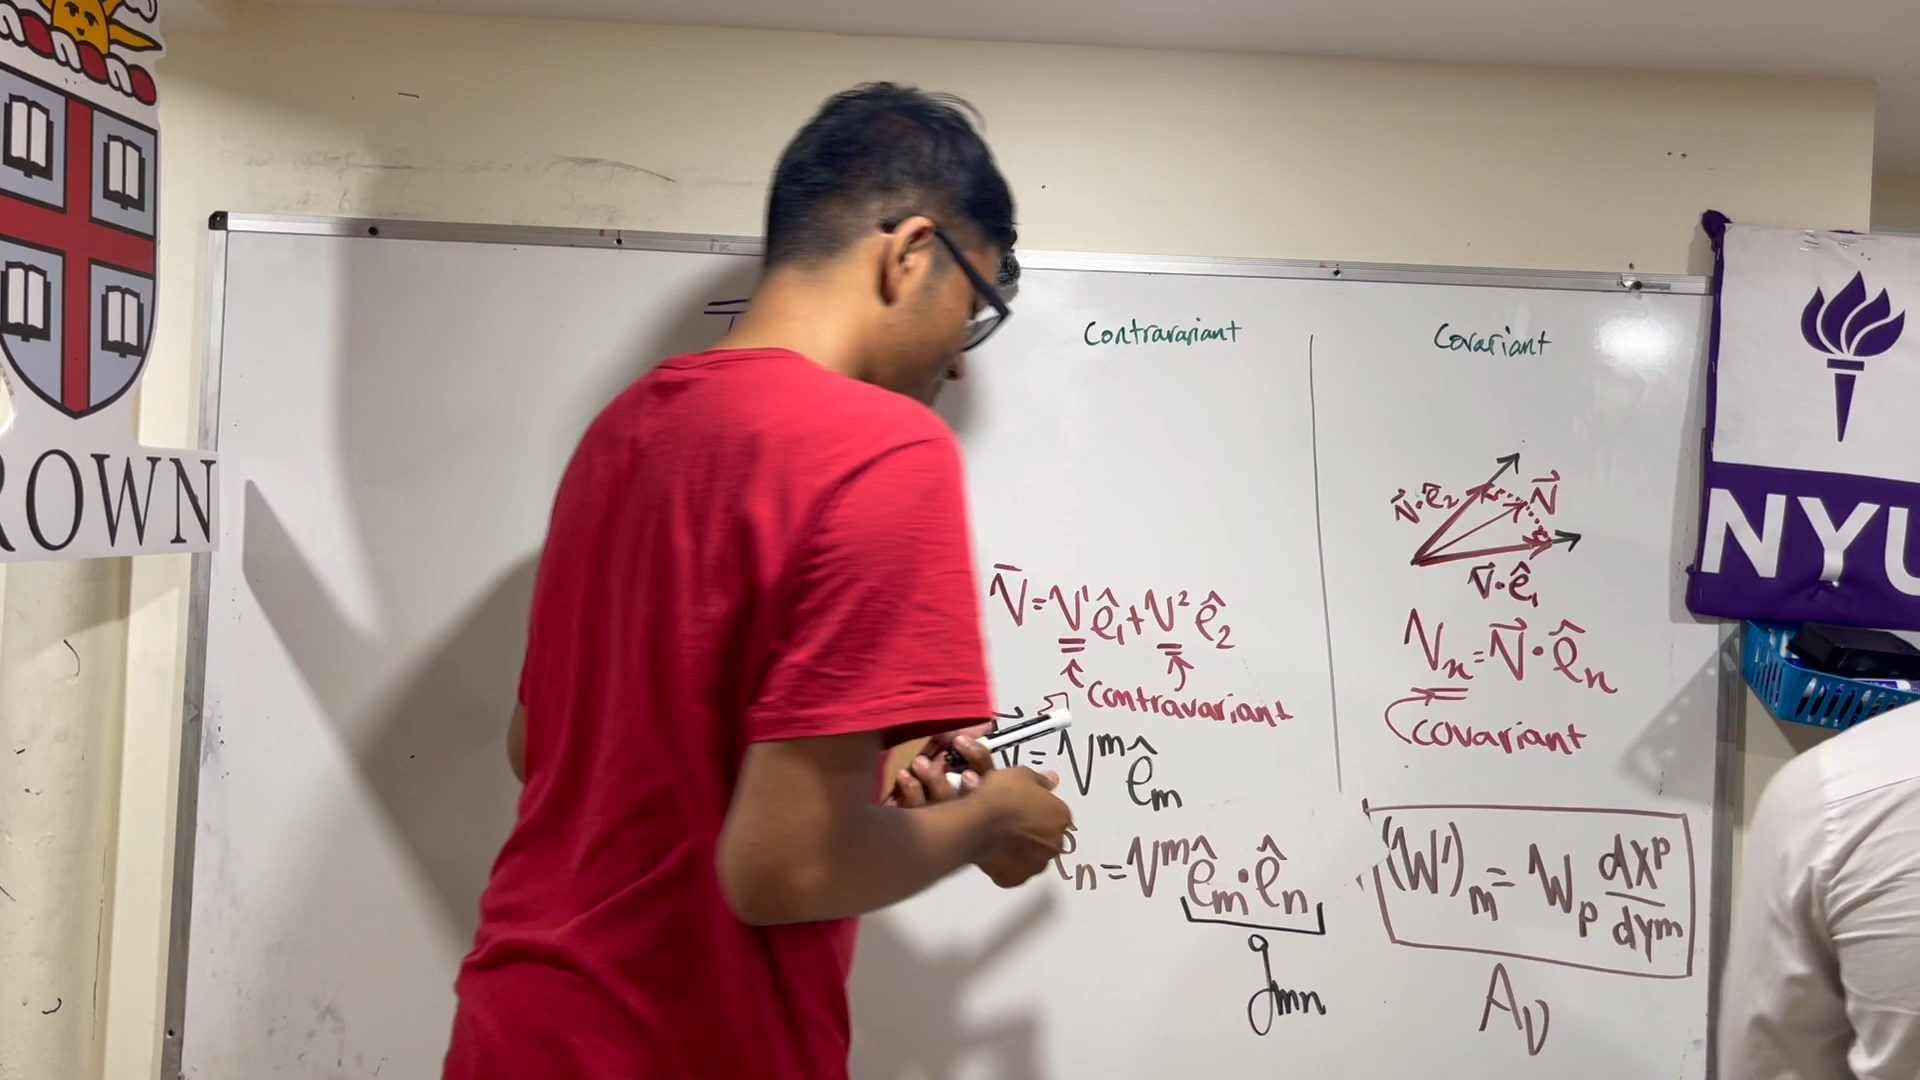 ROWN
NYU
Contravariant
Covariant
V⃗·ê₂
V⃗
V⃗·ê₁
V⃗=V¹ê₁+V²ê₂
contravariant
Vₙ=V⃗·êₙ
covariant
V⃗=Vᵐêₘ
êₙ=Vᵐêₘ·êₙ
gₘₙ
(W')ₘ=Wₚ dxᵖ/dyᵐ
Aᵥ